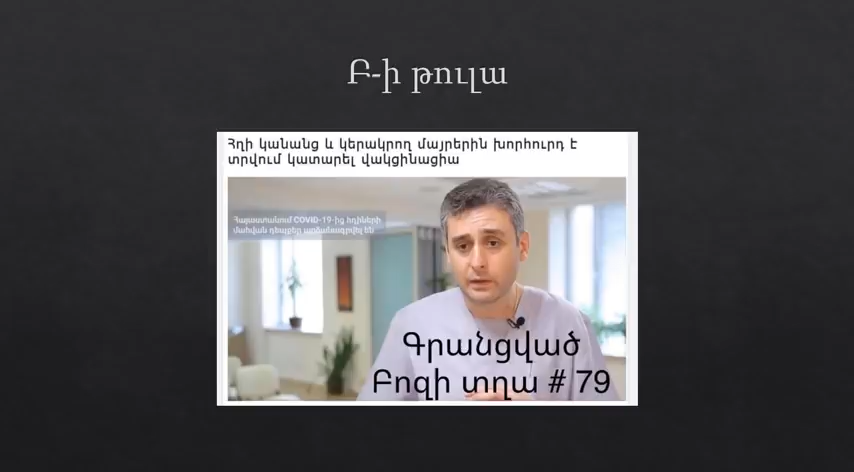 Բ-ի թուլա
Հղի կանանց և կերակրող մայրերին խորհուրդ է
տրվում կատարել վակցինացիա
Հայաստանում COVID-19-ից հղիների
մահվան դեպքեր արձանագրվել են
Գրանցված
Բոզի տղա # 79